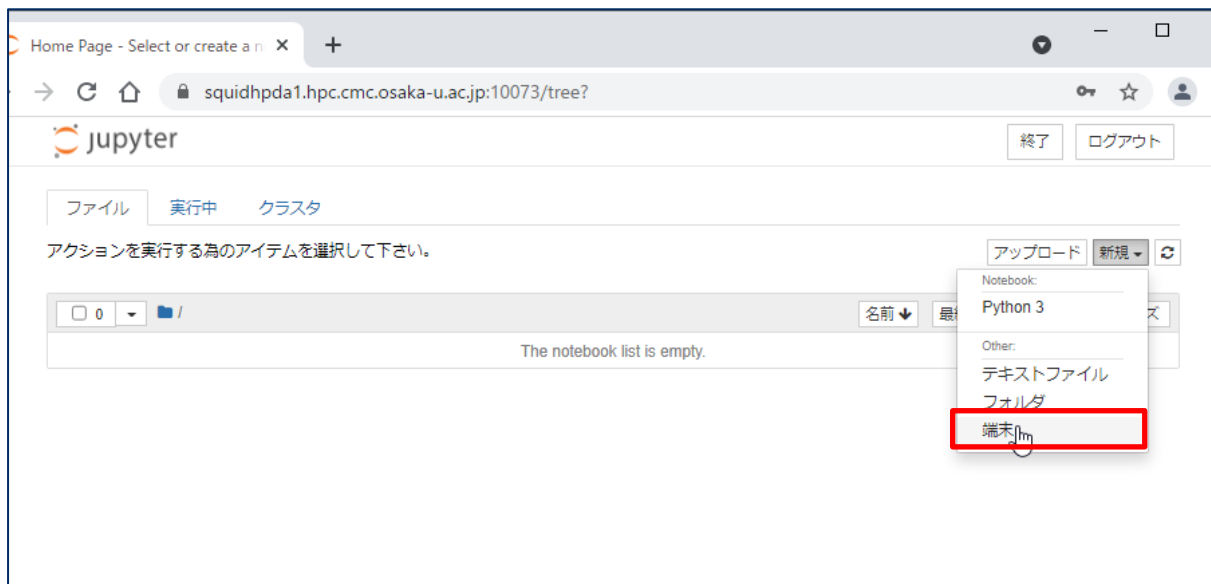 Home Page - Select or create a n
squidhpda1.hpc.cmc.osaka-u.ac.jp:10073/tree?
jupyter
終了 ログアウト
ファイル 実行中 クラスタ
アクションを実行する為のアイテムを選択して下さい。
アップロード 新規
Notebook:
0 / 名前 最 Python 3 ズ
Other:
The notebook list is empty.
テキストファイル
フォルダ
端末